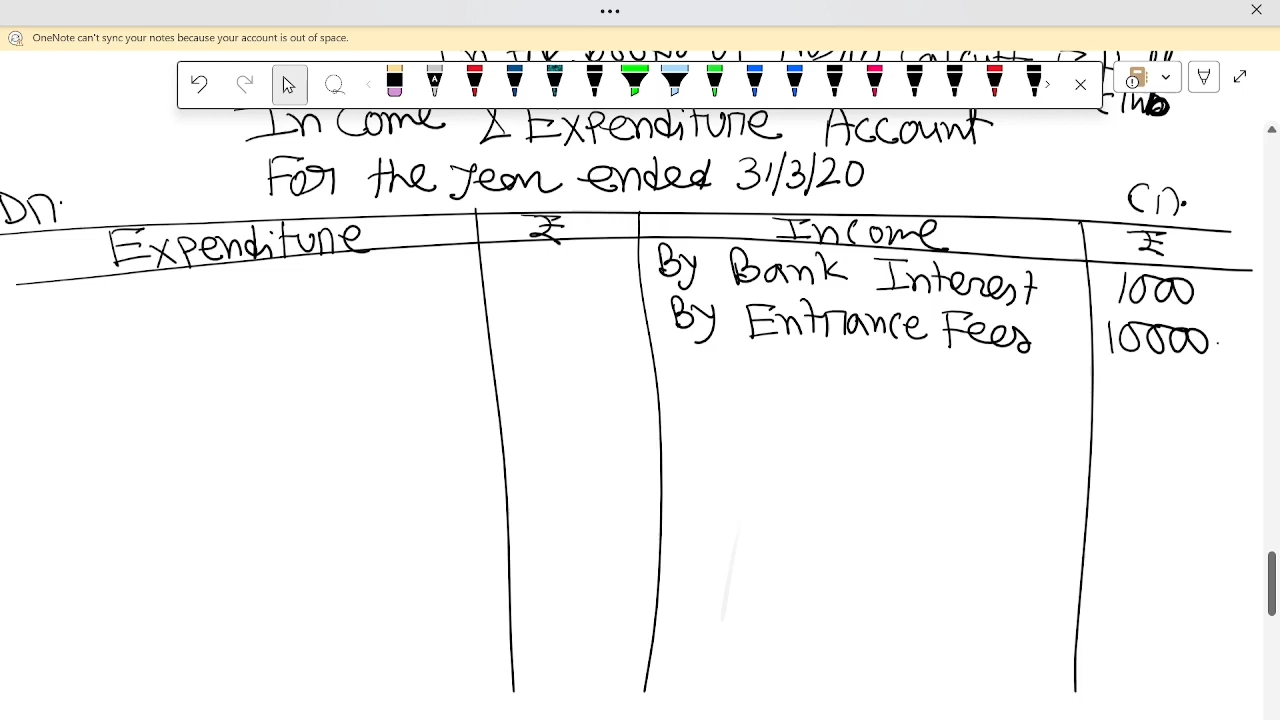 OneNote can't sync your notes because your account is out of space.
Income & Expenditure Account
For the year ended 31/3/20
Dr. Cr.
Expenditure ₹ Income ₹
By Bank Interest 1000
By Entrance Fees 10000